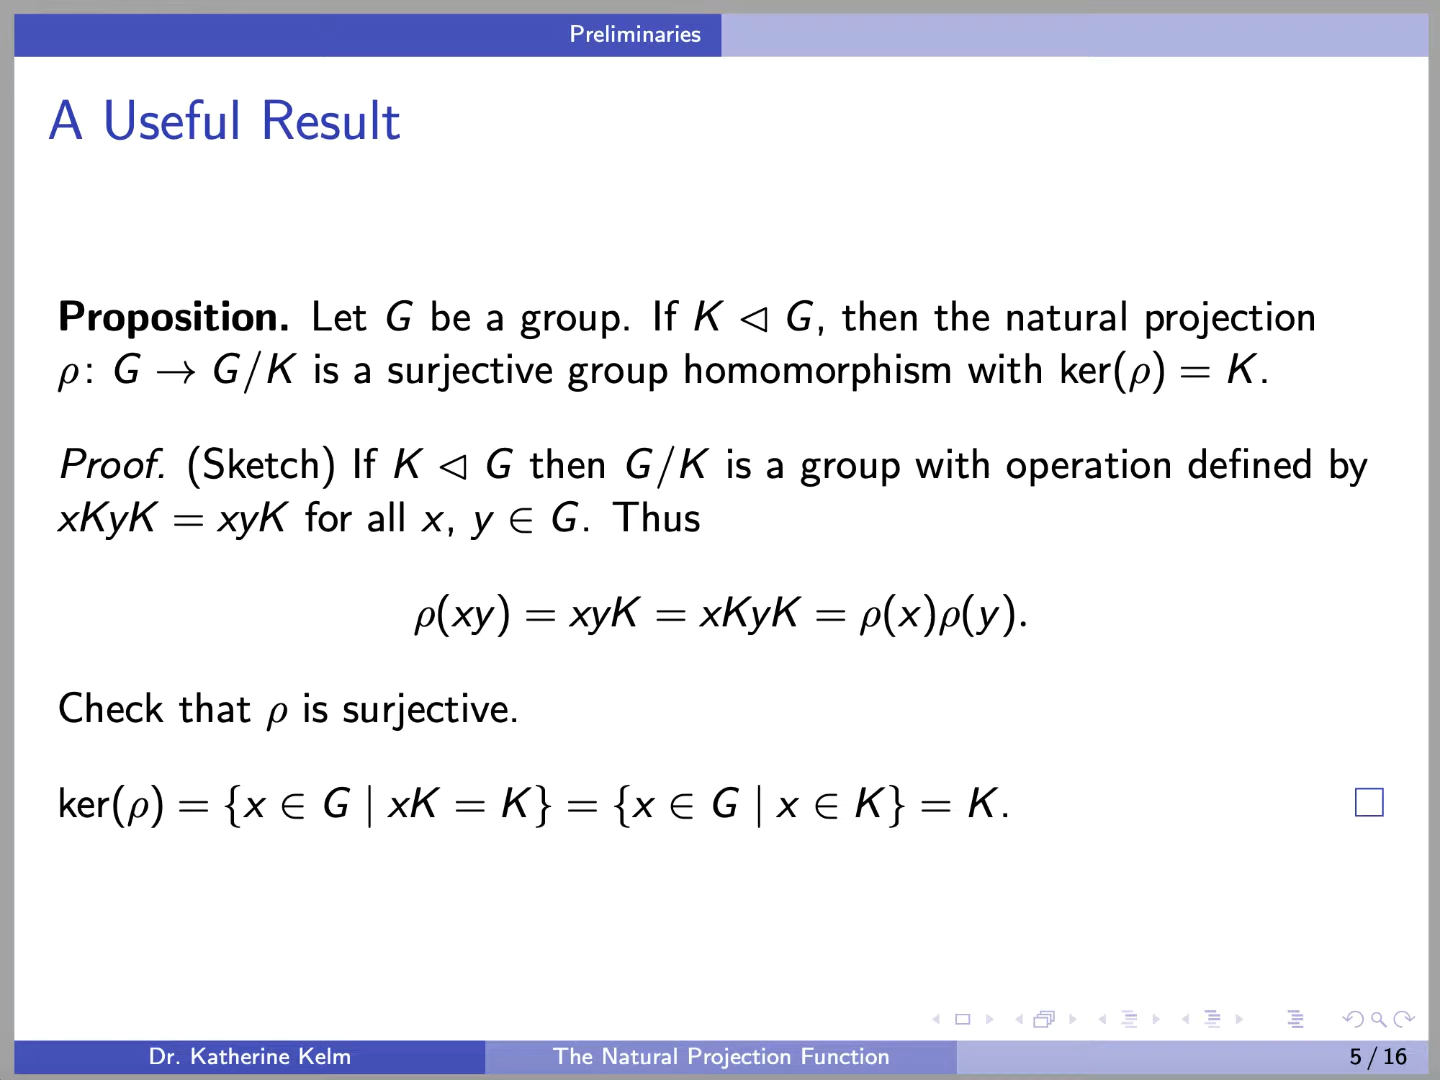 Preliminaries
A Useful Result
Proposition. Let G be a group. If K ◁ G, then the natural projection
ρ: G → G/K is a surjective group homomorphism with ker(ρ) = K.
Proof. (Sketch) If K ◁ G then G/K is a group with operation defined by
xKyK = xyK for all x, y ∈ G. Thus
ρ(xy) = xyK = xKyK = ρ(x)ρ(y).
Check that ρ is surjective.
ker(ρ) = {x ∈ G | xK = K} = {x ∈ G | x ∈ K} = K. □
Dr. Katherine Kelm The Natural Projection Function 5 / 16